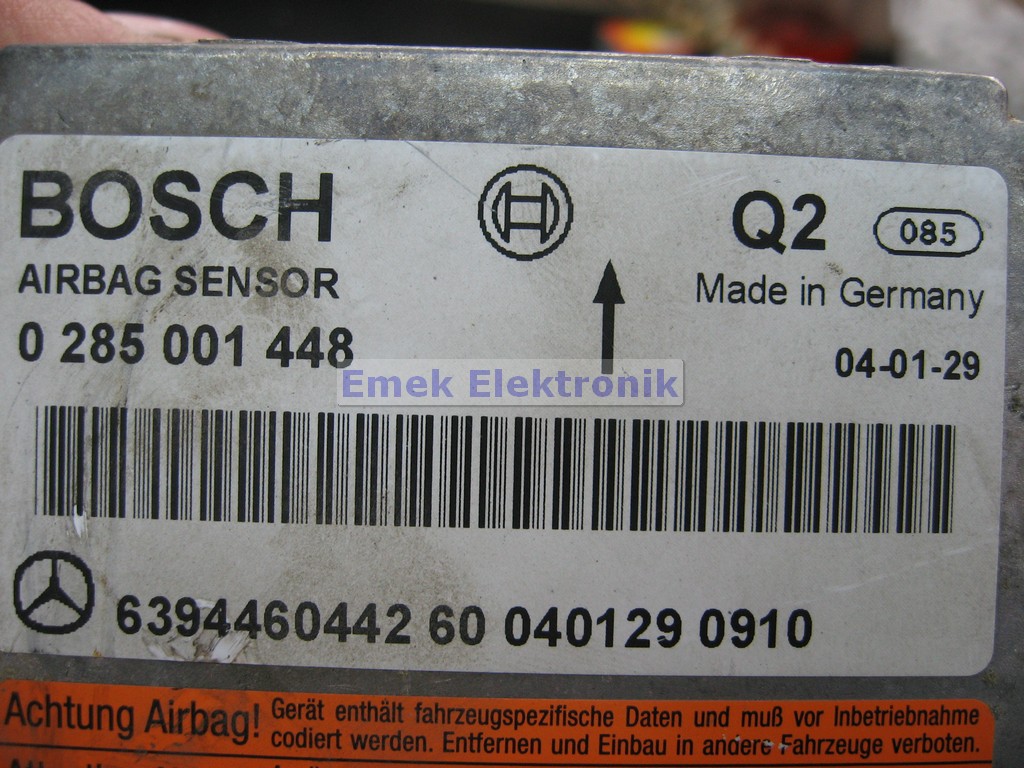 BOSCH
Q2 085
AIRBAG SENSOR
Made in Germany
0 285 001 448
04-01-29
Emek Elektronik
6394460442 60 040129 0910
Achtung Airbag! Gerät enthält fahrzeugspezifische Daten und muß vor Inbetriebnahme
codiert werden. Entfernen und Einbau in andere Fahrzeuge verboten.